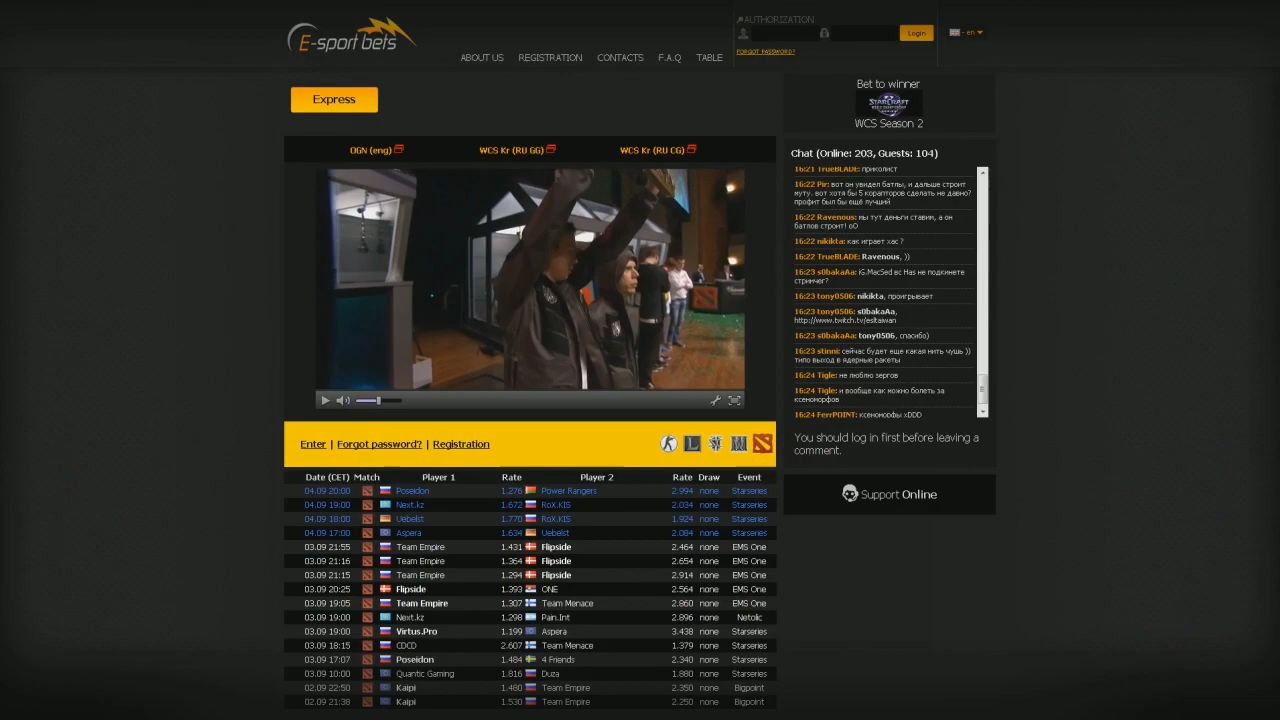 E-sport bets
ABOUT US REGISTRATION CONTACTS F.A.Q TABLE
AUTHORIZATION
Login
FORGOT PASSWORD?
- en
Express
Bet to winner
STARCRAFT
WCS Season 2
OGN (eng) WCS Kr (RU GG) WCS Kr (RU CG)
Chat (Online: 203, Guests: 104)
16:21 TrueBLADE: приколист
16:22 Pir: вот он увидел батлы, и дальше строит
муту. вот хотя бы 5 корапторов сделать не давно?
профит был бы ещё лучший
16:22 Ravenous: мы тут деньги ставим, а он
батлов строит! оО
16:22 nikikta: как играет хас ?
16:22 TrueBLADE: Ravenous, ))
16:23 s0bakaAa: iG.MacSed вс Has не подкинете
стримчег?
16:23 tony0506: nikikta, проигрывает
16:23 tony0506: s0bakaAa,
http://www.twitch.tv/esltaiwan
16:23 s0bakaAa: tony0506, спасибо)
16:23 stinni: сейчас будет еще какая нить чушь ))
типо выход в ядерные ракеты
16:24 Tigle: не люблю зергов
16:24 Tigle: и вообще как можно болеть за
ксеноморфов
16:24 FerrPOINT: ксеноморфы xDDD
You should log in first before leaving a
comment.
Support Online
Enter | Forgot password? | Registration
Date (CET) Match Player 1 Rate Player 2 Rate Draw Event
04.09 20:00 Poseidon 1.276 Power Rangers 2.994 none Starseries
04.09 19:00 Next.kz 1.672 RoX.KIS 2.034 none Starseries
04.09 18:00 Uebelst 1.770 RoX.KIS 1.924 none Starseries
04.09 17:00 Aspera 1.634 Uebelst 2.084 none Starseries
03.09 21:55 Team Empire 1.431 Flipside 2.464 none EMS One
03.09 21:16 Team Empire 1.364 Flipside 2.654 none EMS One
03.09 21:15 Team Empire 1.294 Flipside 2.914 none EMS One
03.09 20:25 Flipside 1.393 ONE 2.564 none EMS One
03.09 19:05 Team Empire 1.307 Team Menace 2.860 none EMS One
03.09 19:00 Next.kz 1.298 Pain.Int 2.896 none Netolic
03.09 19:00 Virtus.Pro 1.199 Aspera 3.438 none Starseries
03.09 18:15 CDCD 2.607 Team Menace 1.379 none Starseries
03.09 17:07 Poseidon 1.484 4 Friends 2.340 none Starseries
03.09 10:00 Quantic Gaming 1.816 Duza 1.880 none Starseries
02.09 22:50 Kaipi 1.480 Team Empire 2.350 none Bigpoint
02.09 21:38 Kaipi 1.530 Team Empire 2.250 none Bigpoint